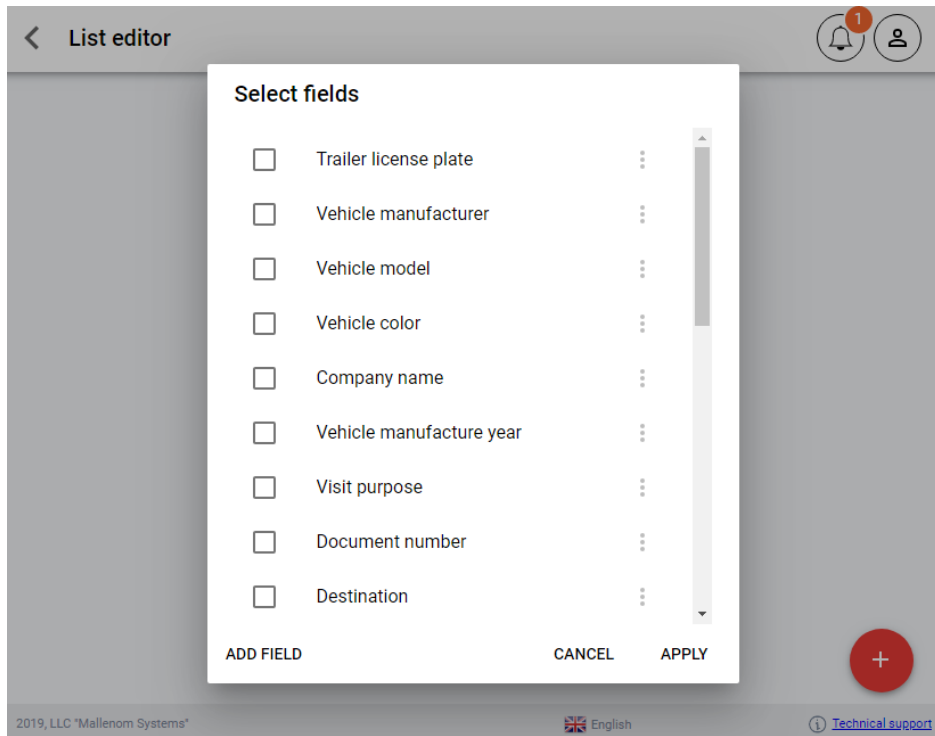 List editor
1
Select fields
Trailer license plate
Vehicle manufacturer
Vehicle model
Vehicle color
Company name
Vehicle manufacture year
Visit purpose
Document number
Destination
ADD FIELD CANCEL APPLY
2019, LLC "Mallenom Systems" English Technical support